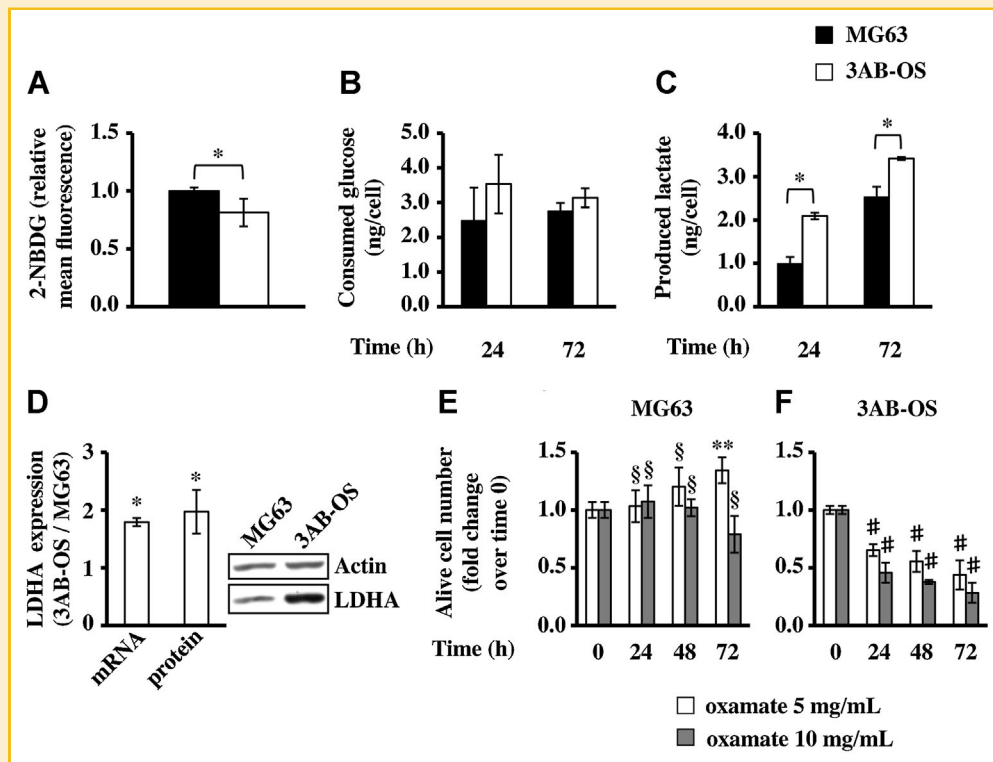 MG63
3AB-OS
A
2-NBDG (relative
mean fluorescence)
1.5
1.0
0.5
0.0
*
B
Consumed glucose
(ng/cell)
5.0
4.0
3.0
2.0
1.0
0.0
Time (h)
24
72
C
Produced lactate
(ng/cell)
4.0
3.0
2.0
1.0
0.0
*
*
Time (h)
24
72
D
LDHA expression
(3AB-OS / MG63)
3
2
1
0
*
*
mRNA
protein
MG63
3AB-OS
Actin
LDHA
E
MG63
Alive cell number
(fold change
over time 0)
1.5
1.0
0.5
0.0
§ §
§
§
**
§
Time (h)
0 24 48 72
F
3AB-OS
1.5
1.0
0.5
0.0
#
#
#
#
#
#
0 24 48 72
oxamate 5 mg/mL
oxamate 10 mg/mL